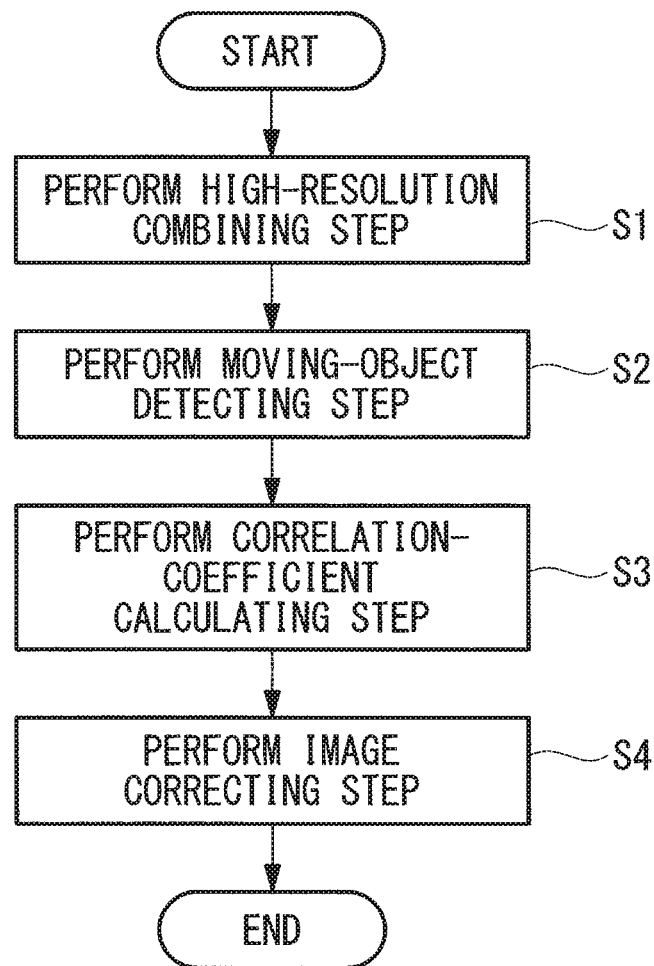 START
PERFORM HIGH-RESOLUTION
COMBINING STEP
S1
PERFORM MOVING-OBJECT
DETECTING STEP
S2
PERFORM CORRELATION-
COEFFICIENT
CALCULATING STEP
S3
PERFORM IMAGE
CORRECTING STEP
S4
END